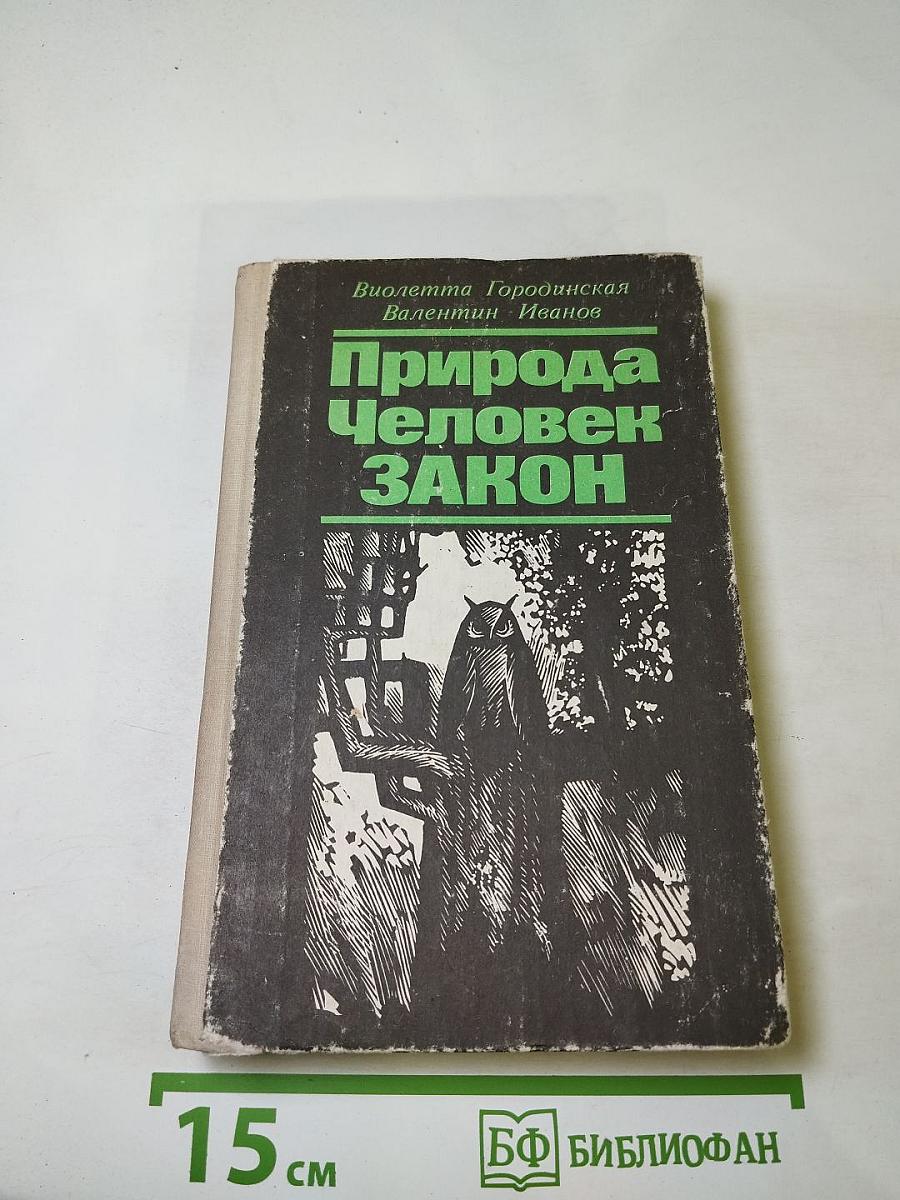 Виолетта Городинская
Валентин Иванов
Природа
Человек
ЗАКОН
15 см
БФ БИБЛИОФАН